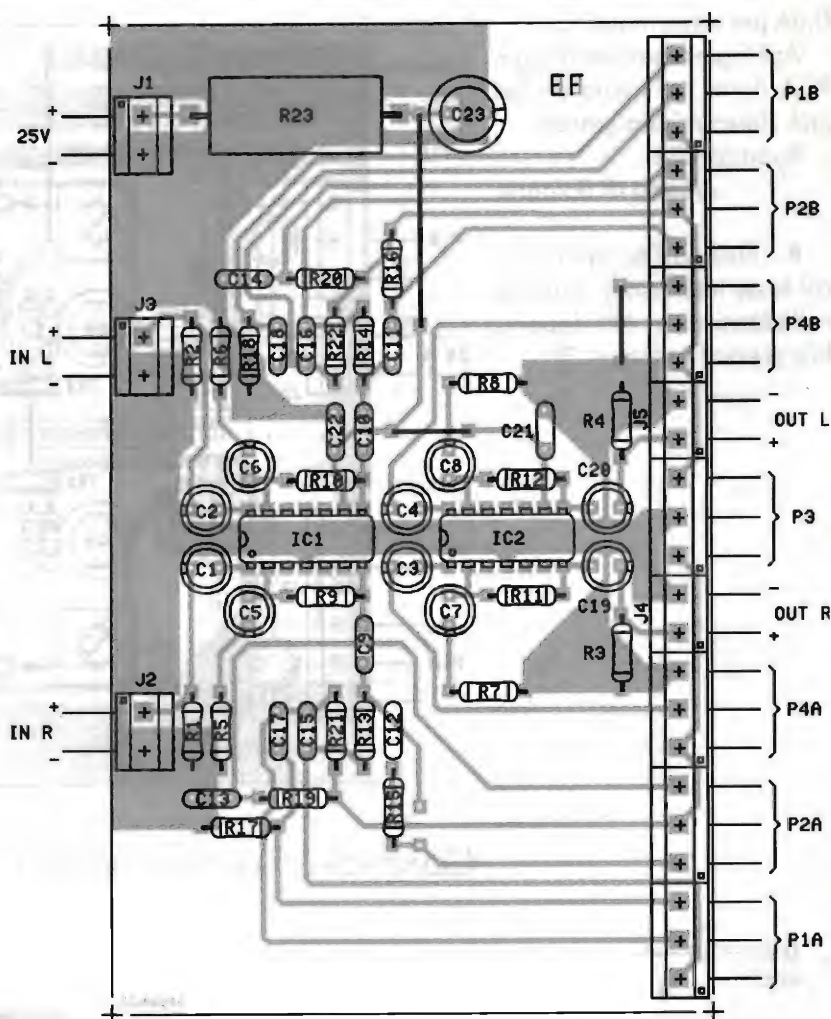 EF
J1
+
25V
−
R23
C23
P1B
P2B
R16
C14
R20
J3
+
IN L
−
R2
R6
R18
C18
C16
R22
R14
P4B
R8
−
OUT L
+
R4
J5
C22
C10
C21
C6
C8
C20
R10
R12
C2
C4
IC1
IC2
P3
C1
C3
R9
R11
C5
C7
C19
−
OUT R
+
J4
C9
R3
J2
+
IN R
−
R7
P4A
R1
R5
C17
C15
R21
R13
C12
C13
R19
R15
R17
P2A
P1A